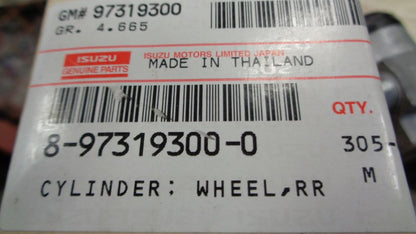 GM# 97319300
GR. 4.665
ISUZU
GENUINE PARTS
ISUZU MOTORS LIMITED JAPAN
MADE IN THAILAND
QTY.
8-97319300-0
305-
M
CYLINDER: WHEEL,RR